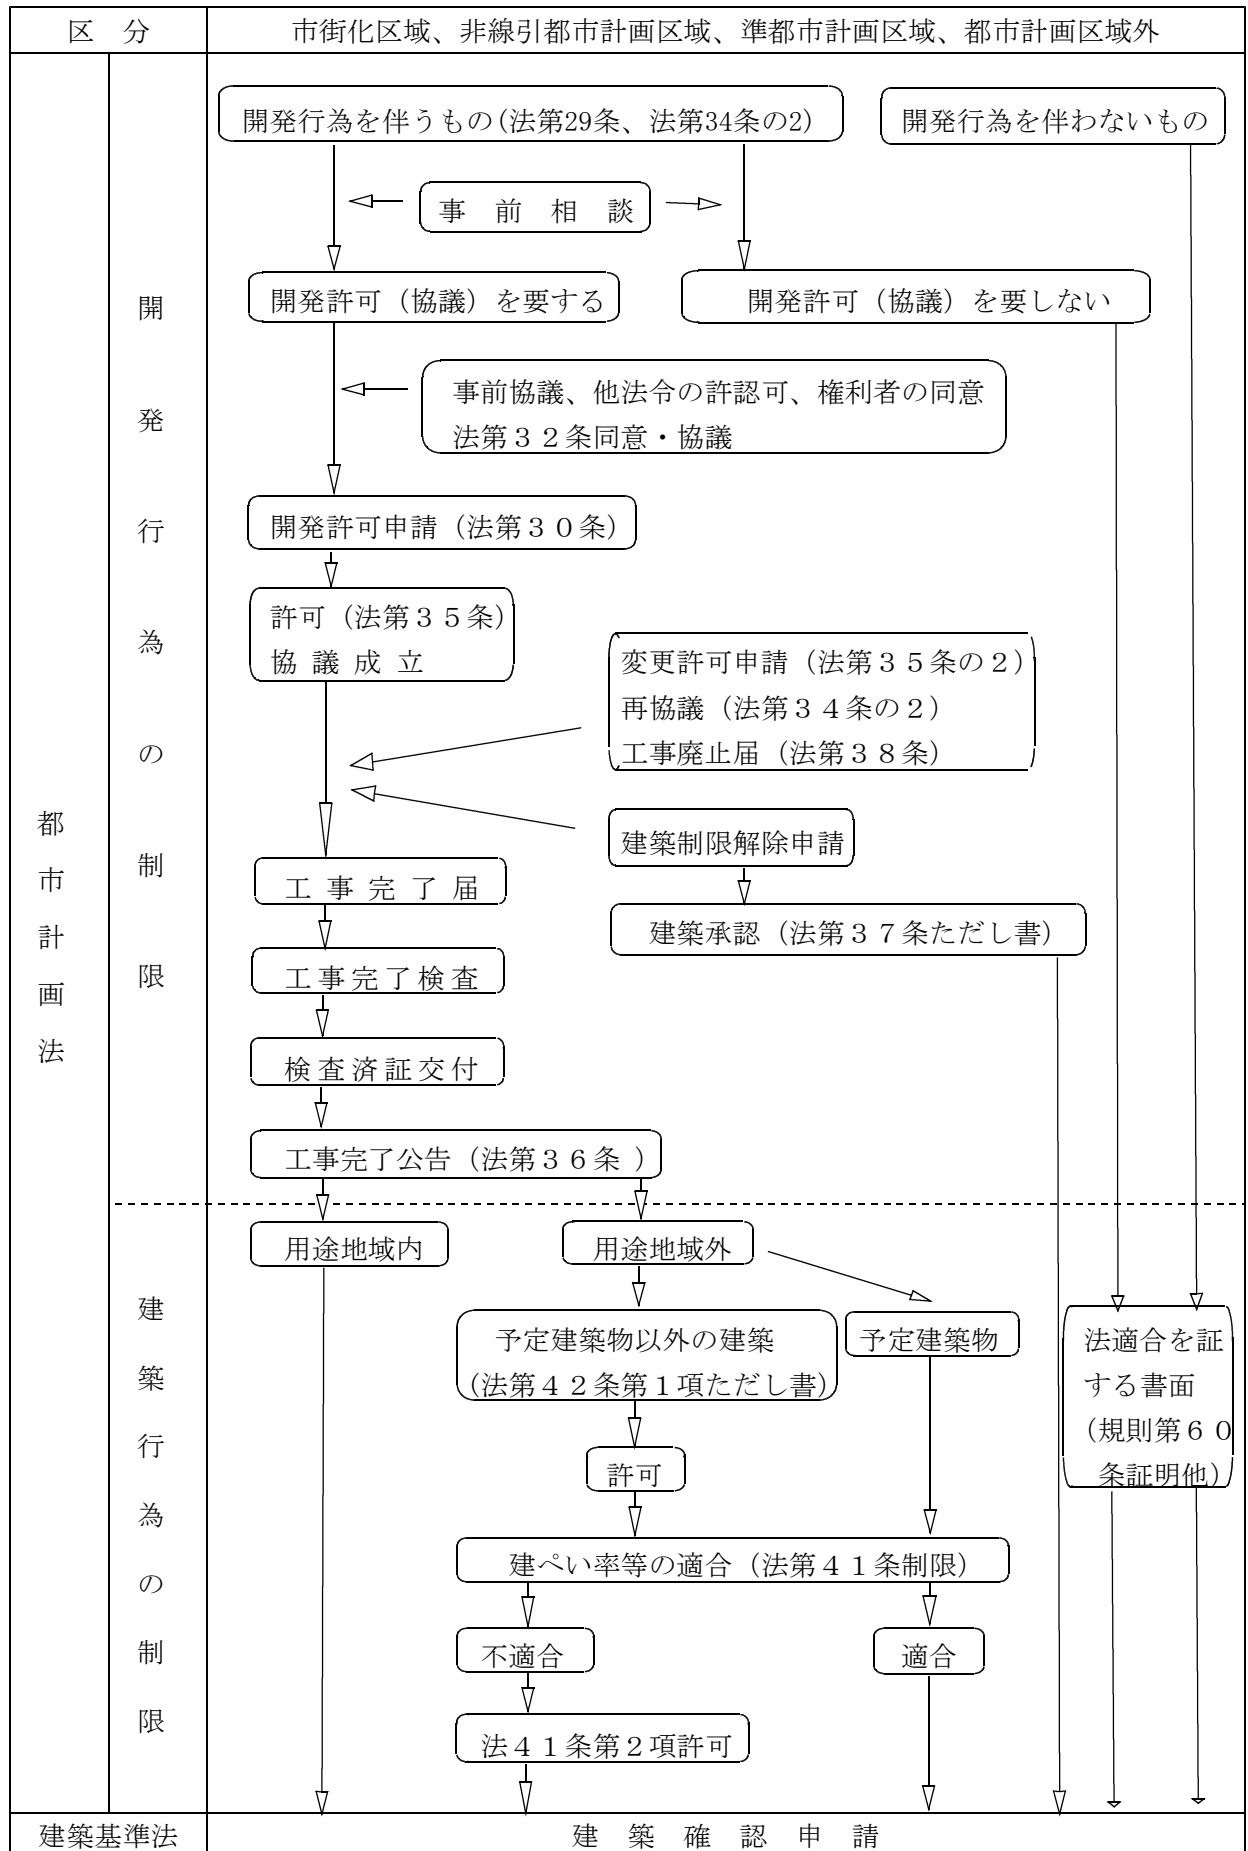 区　分
市街化区域、非線引都市計画区域、準都市計画区域、都市計画区域外
都市計画法
開発行為の制限
開発行為を伴うもの(法第29条、法第34条の2)
開発行為を伴わないもの
事　前　相　談
開発許可（協議）を要する
開発許可（協議）を要しない
事前協議、他法令の許認可、権利者の同意
法第３２条同意・協議
開発許可申請（法第３０条）
許可（法第３５条）
協 議 成 立
変更許可申請（法第３５条の２）
再協議（法第３４条の２）
工事廃止届（法第３８条）
建築制限解除申請
工 事 完 了 届
建築承認（法第３７条ただし書）
工事完了検査
検査済証交付
工事完了公告（法第３６条 ）
建築行為の制限
用途地域内
用途地域外
予定建築物以外の建築
(法第４２条第１項ただし書)
予定建築物
法適合を証
する書面
（規則第６０
条証明他）
許可
建ぺい率等の適合（法第４１条制限）
不適合
適合
法４１条第２項許可
建築基準法
建　築　確　認　申　請